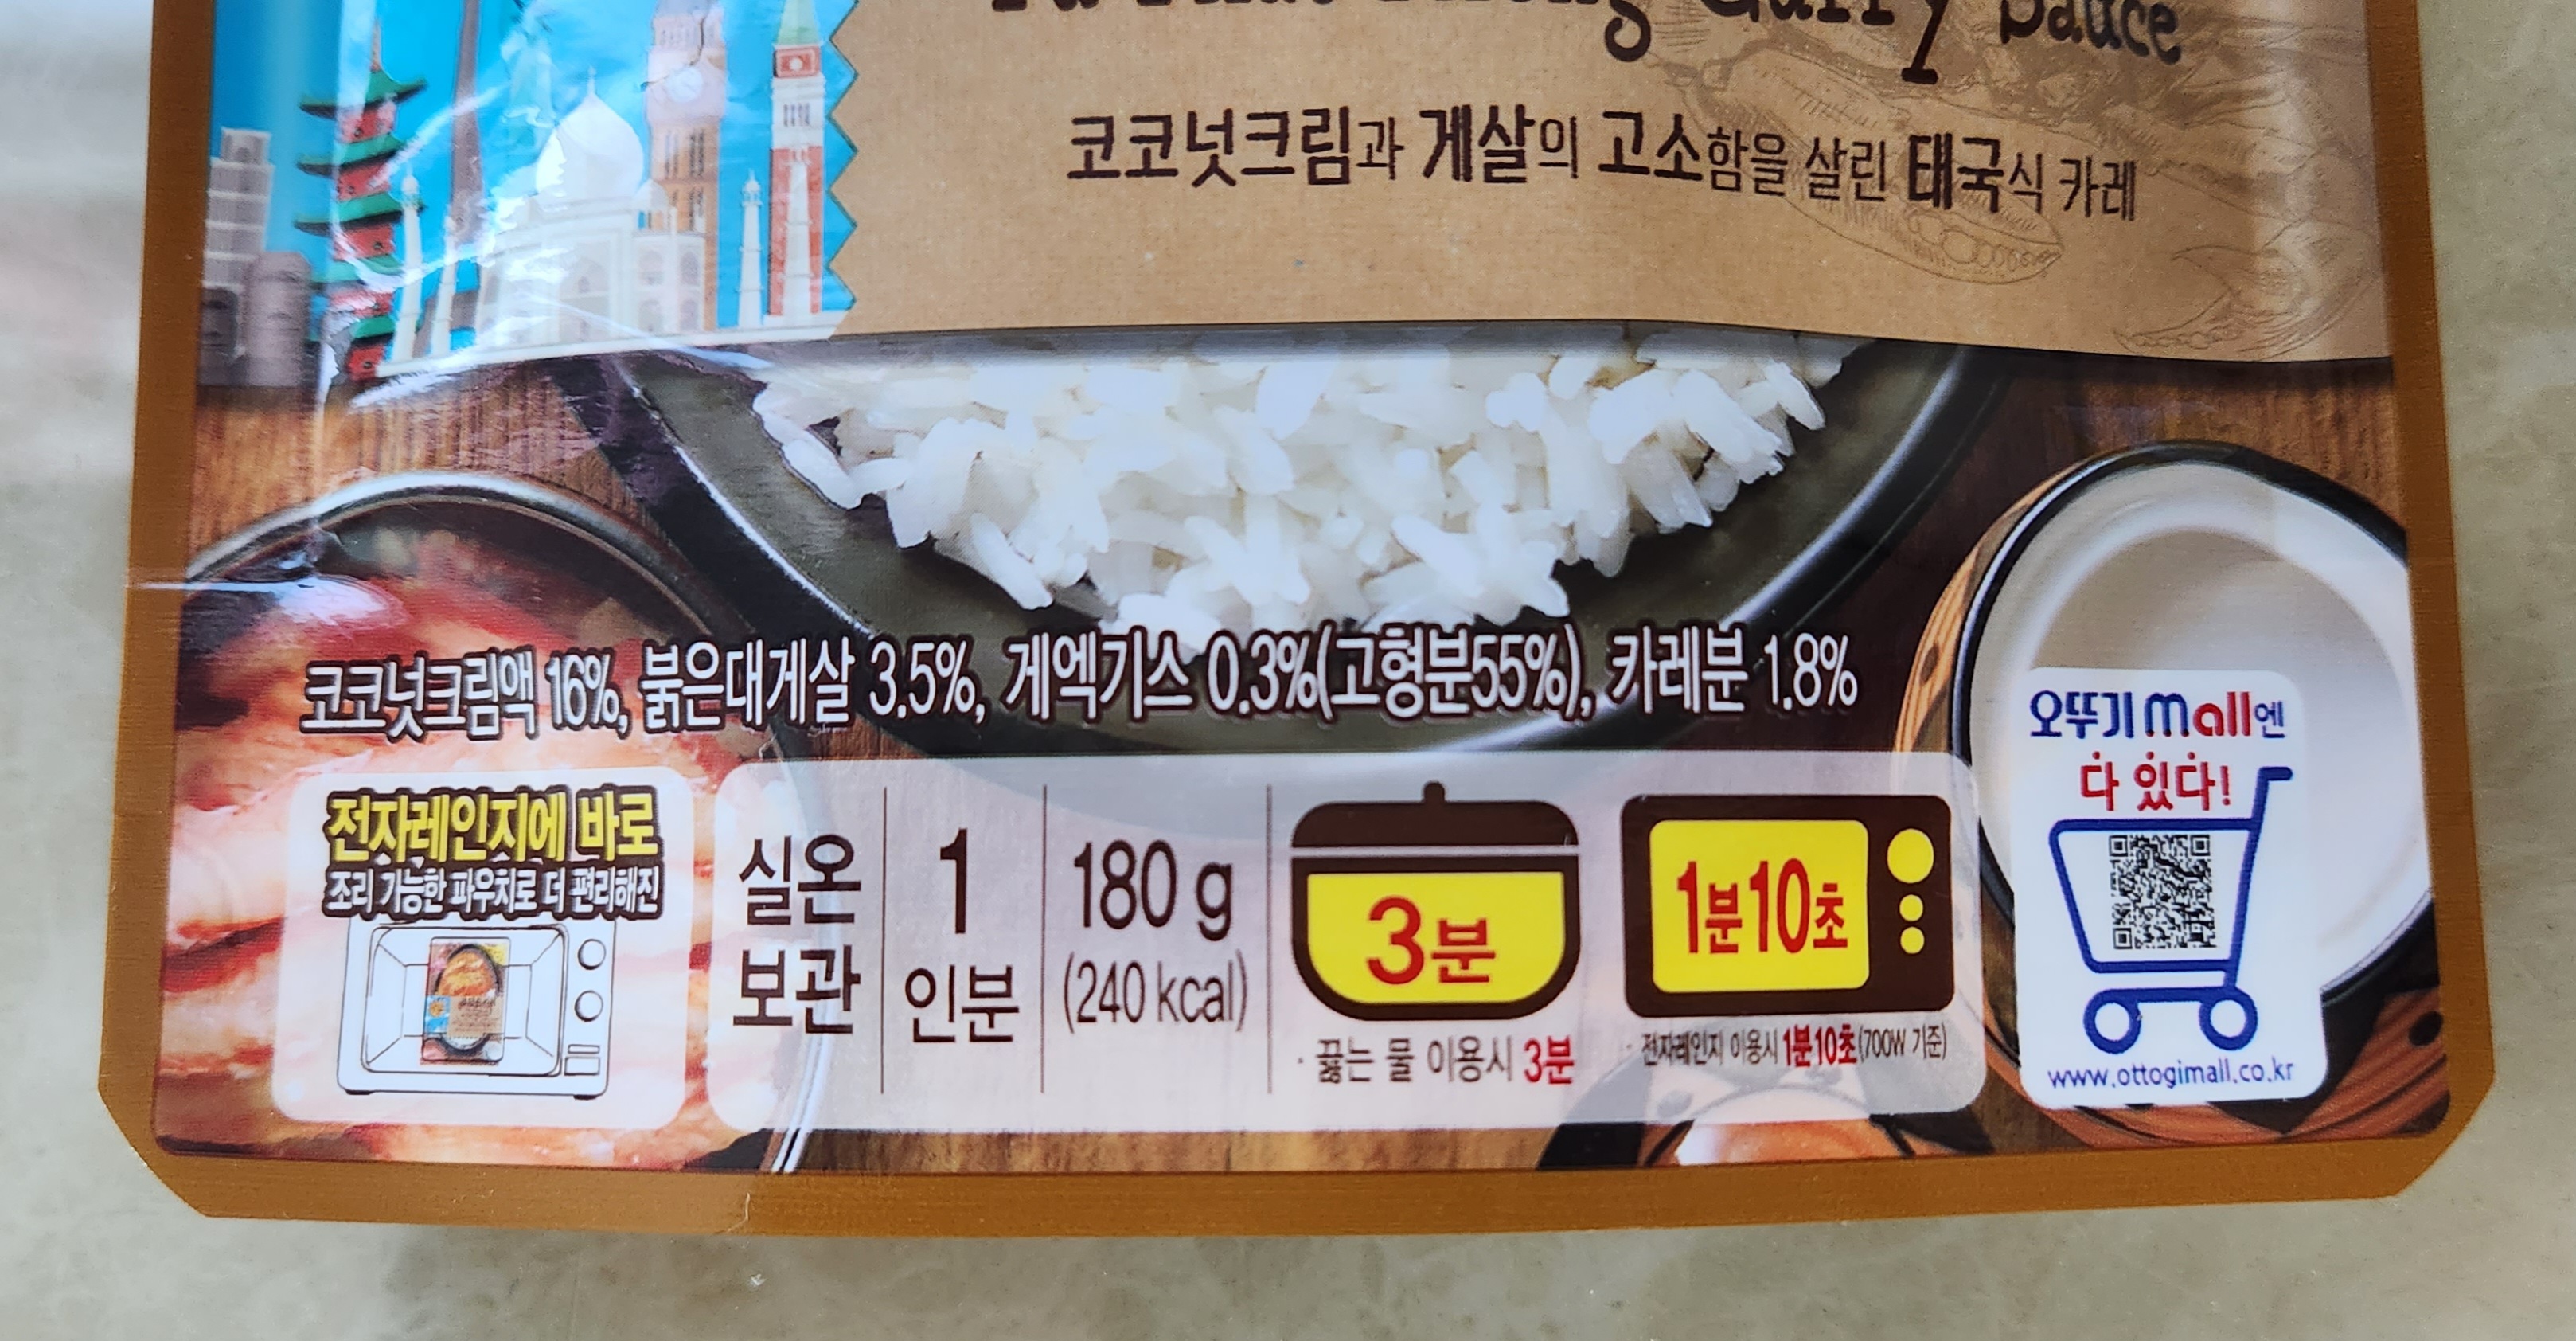 Curry Sauce
코코넛크림과 게살의 고소함을 살린 태국식 카레
코코넛크림액 16%, 붉은대게살 3.5%, 게엑기스 0.3%(고형분55%), 카레분 1.8%
전자레인지에 바로
조리 가능한 파우치로 더 편리해진
실온
보관
1
인분
180 g
(240 kcal)
3분
· 끓는 물 이용시 3분
1분10초
· 전자레인지 이용시 1분10초(700W 기준)
오뚜기 mall엔
다 있다!
www.ottogimall.co.kr